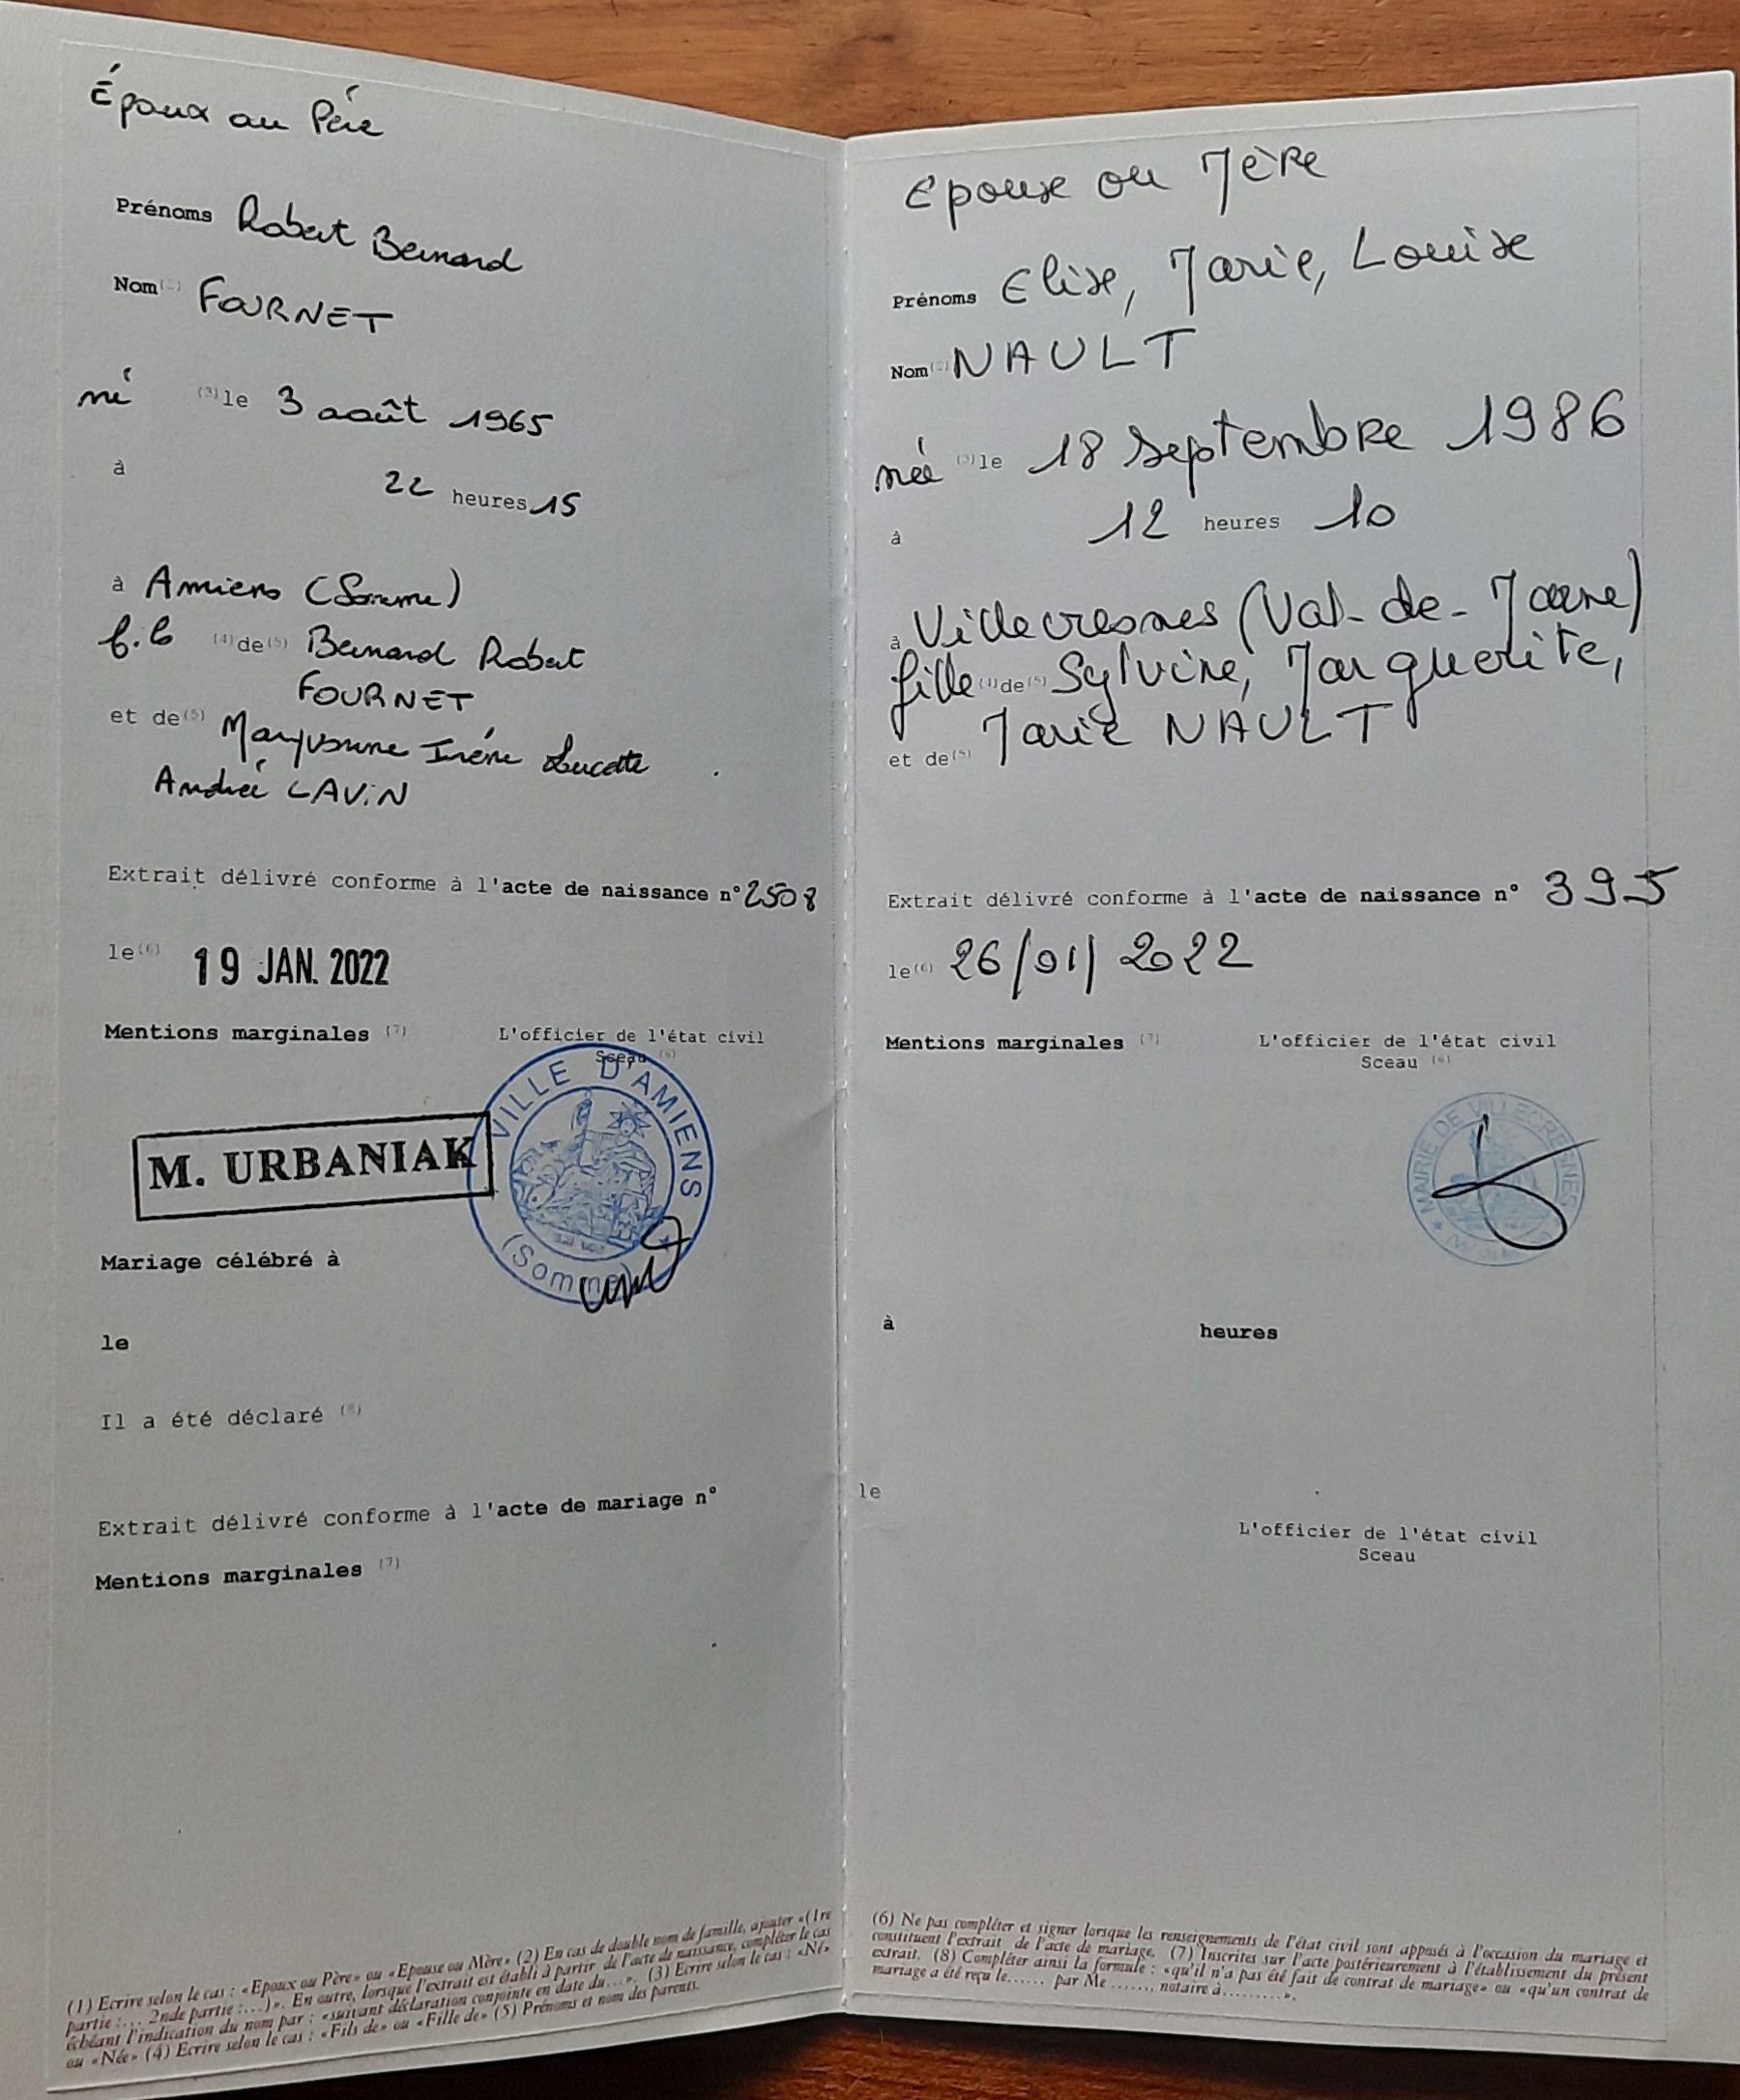 Époux ou Père
Prénoms Robert Bernard
Nom(2) FOURNET
né (3) le 3 août 1965
à 22 heures 15
à Amiens (Somme)
fils (4) de (5) Bernard Robert
FOURNET
et de (5) Maryvonne Irène Lucette
Andrée LAVIN
Extrait délivré conforme à l'acte de naissance n° 2508
le (6) 19 JAN. 2022
Mentions marginales (7) L'officier de l'état civil
Sceau (6)
VILLE D'AMIENS
(Somme)
M. URBANIAK
Mariage célébré à
le
Il a été déclaré (8)
Extrait délivré conforme à l'acte de mariage n°
Mentions marginales (7)
(1) Ecrire selon le cas : «Epoux ou Père» ou «Epouse ou Mère» (2) En cas de double nom de famille, ajouter «(1re
partie :... 2nde partie :...)». En outre, lorsque l'extrait est établi à partir de l'acte de naissance, compléter le cas
échéant l'indication du nom par : «suivant déclaration conjointe en date du...». (3) Ecrire selon le cas : «Né»
ou «Née» (4) Ecrire selon le cas : «Fils de» ou «Fille de» (5) Prénoms et nom des parents.
Epouse ou Mère
Prénoms Elise, Marie, Louise
Nom(2) NAULT
née (3) le 18 septembre 1986
à 12 heures 10
à Villecresnes (Val-de-Marne)
fille (4) de (5) Sylvine, Marguerite,
Marie NAULT
et de (5)
Extrait délivré conforme à l'acte de naissance n° 395
le (6) 26/01/2022
Mentions marginales (7) L'officier de l'état civil
Sceau (6)
MAIRIE DE VILLECRESNES
à heures
le
L'officier de l'état civil
Sceau
(6) Ne pas compléter et signer lorsque les renseignements de l'état civil sont apposés à l'occasion du mariage et
constituent l'extrait de l'acte de mariage. (7) Inscrites sur l'acte postérieurement à l'établissement du présent
extrait. (8) Compléter ainsi la formule : «qu'il n'a pas été fait de contrat de mariage» ou «qu'un contrat de
mariage a été reçu le...... par Me ......., notaire à.........».